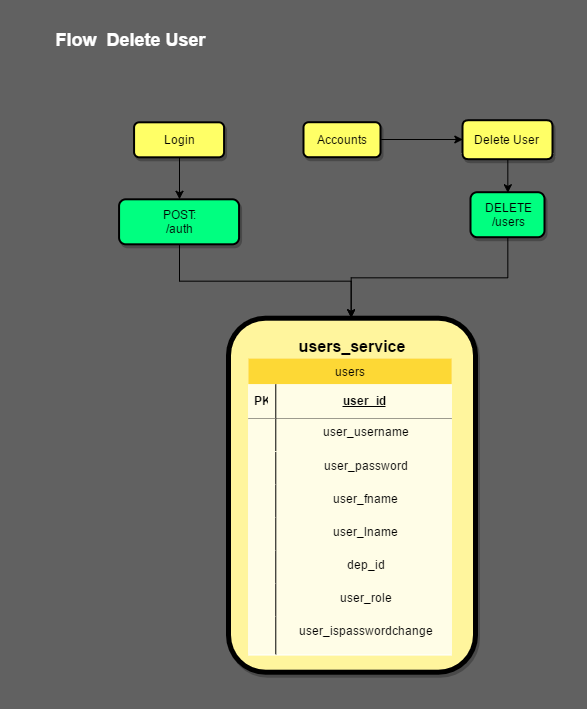 Flow  Delete User
Login
Accounts
Delete User
POST:
/auth
DELETE
/users
users_service
users
PK
user_id
user_username
user_password
user_fname
user_lname
dep_id
user_role
user_ispasswordchange